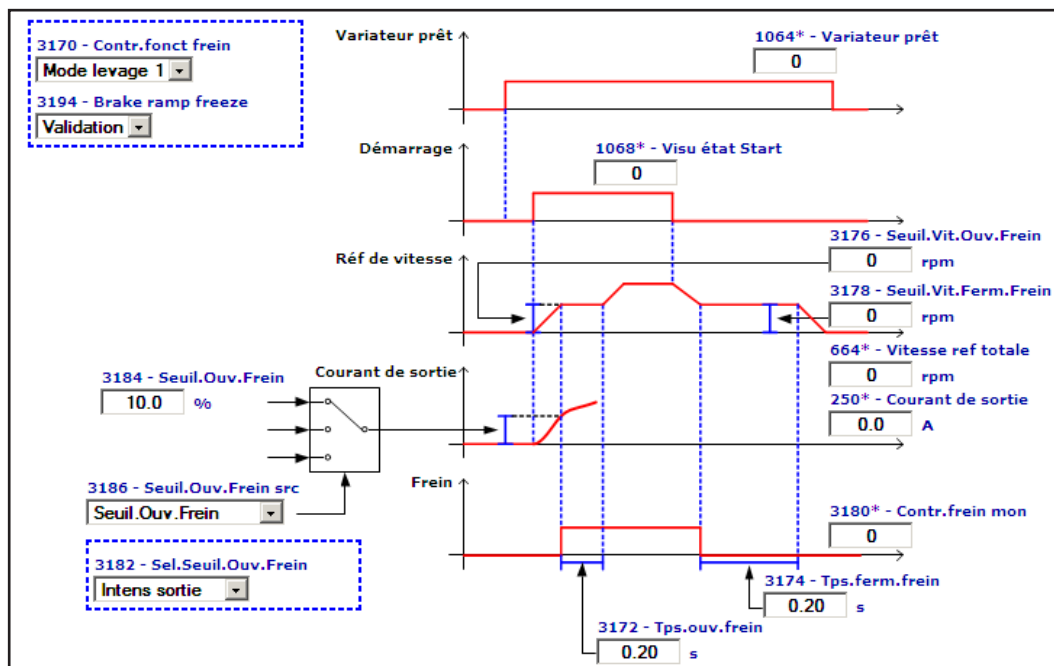 3170 - Contr.fonct frein
Mode levage 1
3194 - Brake ramp freeze
Validation
Variateur prêt
1064* - Variateur prêt
0
Démarrage
1068* - Visu état Start
0
Réf de vitesse
3176 - Seuil.Vit.Ouv.Frein
0 rpm
3178 - Seuil.Vit.Ferm.Frein
0 rpm
664* - Vitesse ref totale
0 rpm
250* - Courant de sortie
0.0 A
3184 - Seuil.Ouv.Frein
10.0 %
Courant de sortie
3186 - Seuil.Ouv.Frein src
Seuil.Ouv.Frein
Frein
3180* - Contr.frein mon
0
3182 - Sel.Seuil.Ouv.Frein
Intens sortie
3174 - Tps.ferm.frein
0.20 s
3172 - Tps.ouv.frein
0.20 s